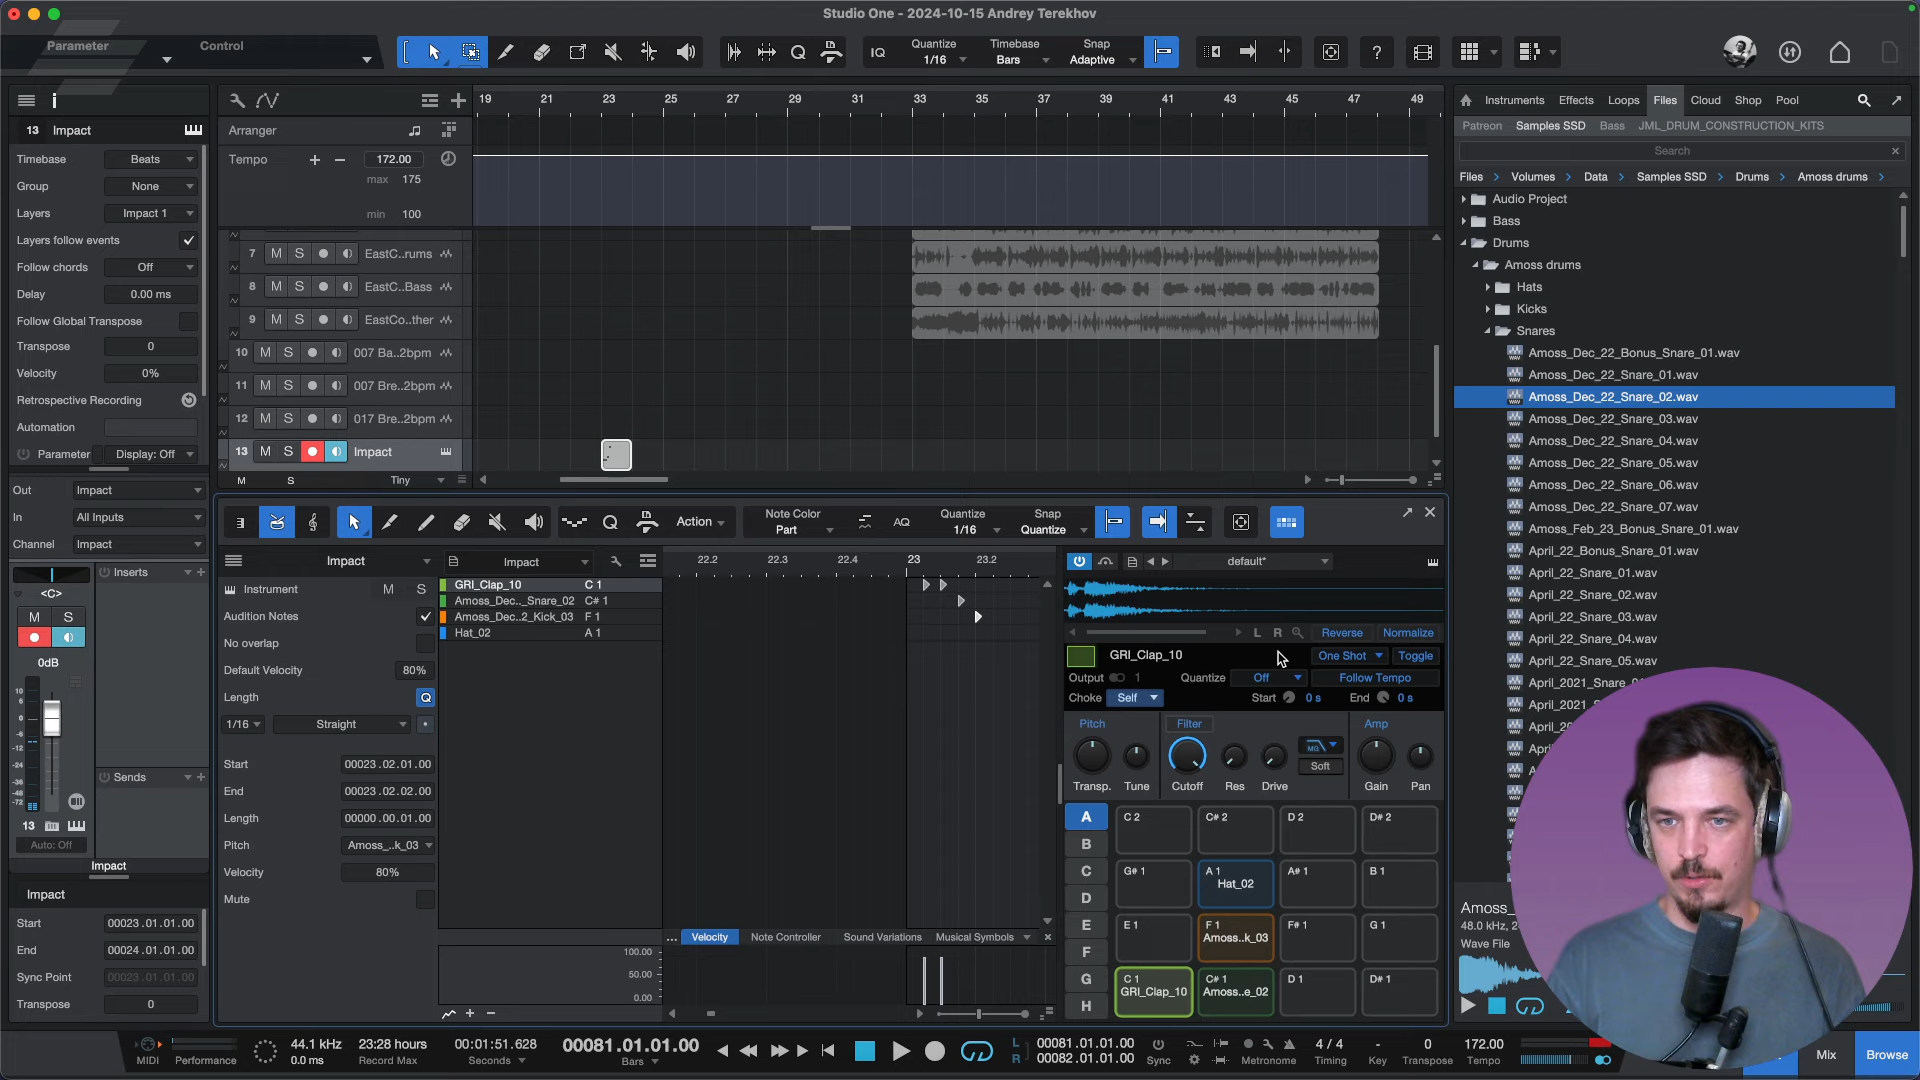 Studio One - 2024-10-15 Andrey Terekhov
Parameter
Control
IQ
Quantize
1/16
Timebase
Bars
Snap
Adaptive
?
i
19 21 23 25 27 29 31 33 35 37 39 41 43 45 47 49
Instruments Effects Loops Files Cloud Shop Pool
13 Impact
Arranger
Patreon Samples SSD Bass JML_DRUM_CONSTRUCTION_KITS
Search
Timebase Beats
Tempo + − 172.00
max 175
min 100
Files Volumes Data Samples SSD Drums Amoss drums
Group None
Layers Impact 1
Layers follow events
Follow chords Off
Delay 0.00 ms
Follow Global Transpose
Transpose 0
Velocity 0%
Retrospective Recording
Automation
Parameter Display: Off
7 M S EastC..rums
8 M S EastC..Bass
9 M S EastCo..ther
10 M S 007 Ba..2bpm
11 M S 007 Bre..2bpm
12 M S 017 Bre..2bpm
13 M S Impact
M S Tiny
Audio Project
Bass
Drums
Amoss drums
Hats
Kicks
Snares
Amoss_Dec_22_Bonus_Snare_01.wav
Amoss_Dec_22_Snare_01.wav
Amoss_Dec_22_Snare_02.wav
Amoss_Dec_22_Snare_03.wav
Amoss_Dec_22_Snare_04.wav
Amoss_Dec_22_Snare_05.wav
Amoss_Dec_22_Snare_06.wav
Amoss_Dec_22_Snare_07.wav
Amoss_Feb_23_Bonus_Snare_01.wav
April_22_Bonus_Snare_01.wav
April_22_Snare_01.wav
April_22_Snare_02.wav
April_22_Snare_03.wav
April_22_Snare_04.wav
April_22_Snare_05.wav
Out Impact
In All Inputs
Channel Impact
Inserts
<C>
M S
0dB
Sends
13
Auto: Off
Impact
Impact
Start 00023.01.01.00
End 00024.01.01.00
Sync Point 00023.01.01.00
Transpose 0
Action
Note Color
Part
AQ
Quantize
1/16
Snap
Quantize
Impact
Impact
22.2 22.3 22.4 23 23.2
default*
Instrument M S
Audition Notes
No overlap
Default Velocity 80%
Length Q
1/16 Straight
Start 00023.02.01.00
End 00023.02.02.00
Length 00000.00.01.00
Pitch Amoss_..k_03
Velocity 80%
Mute
GRI_Clap_10 C 1
Amoss_Dec.._Snare_02 C# 1
Amoss_Dec...2_Kick_03 F 1
Hat_02 A 1
... Velocity Note Controller Sound Variations Musical Symbols
100.00
50.00
0.00
L R Reverse Normalize
GRI_Clap_10 One Shot Toggle
Output 1 Quantize Off Follow Tempo
Choke Self Start 0 s End 0 s
Pitch Filter Amp
MG
Soft
Transp. Tune Cutoff Res Drive Gain Pan
A B C D E F G H
C 2 C# 2 D 2 D# 2
G# 1 A 1 Hat_02 A# 1 B 1
E 1 F 1 Amoss..k_03 F# 1 G 1
C 1 GRI_Clap_10 C# 1 Amoss..e_02 D 1 D# 1
Wave File
MIDI
Performance
44.1 kHz
0.0 ms
23:28 hours
Record Max
00:01:51.628
Seconds
00081.01.01.00
Bars
L 00081.01.01.00
R 00082.01.01.00
Sync
Metronome
4 / 4
Timing
-
Key
0
Transpose
172.00
Tempo
Mix
Browse